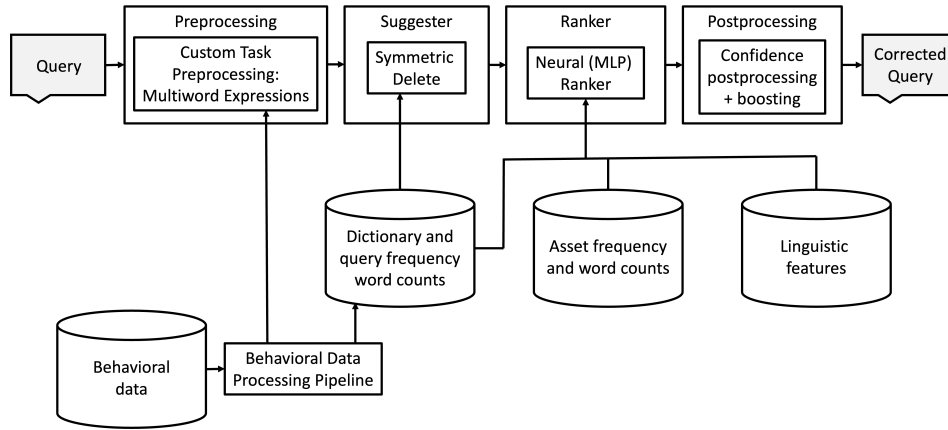 Preprocessing
Suggester
Ranker
Postprocessing
Query
Custom Task
Preprocessing:
Multiword Expressions
Symmetric
Delete
Neural (MLP)
Ranker
Confidence
postprocessing
+ boosting
Corrected
Query
Dictionary and
query frequency
word counts
Asset frequency
and word counts
Linguistic
features
Behavioral
data
Behavioral Data
Processing Pipeline